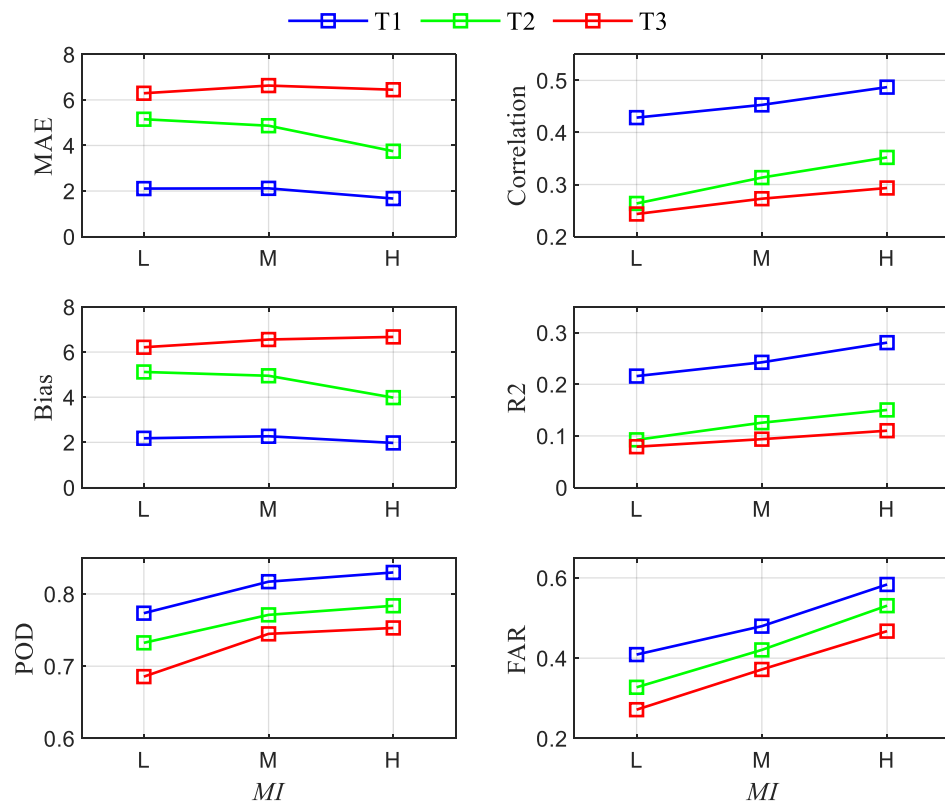 T1 T2 T3
8
6
4
2
0
MAE
L M H
0.5
0.4
0.3
0.2
Correlation
L M H
8
6
4
2
0
Bias
L M H
0.3
0.2
0.1
0
R2
L M H
0.8
0.7
0.6
POD
L M H
MI
0.6
0.4
0.2
FAR
L M H
MI